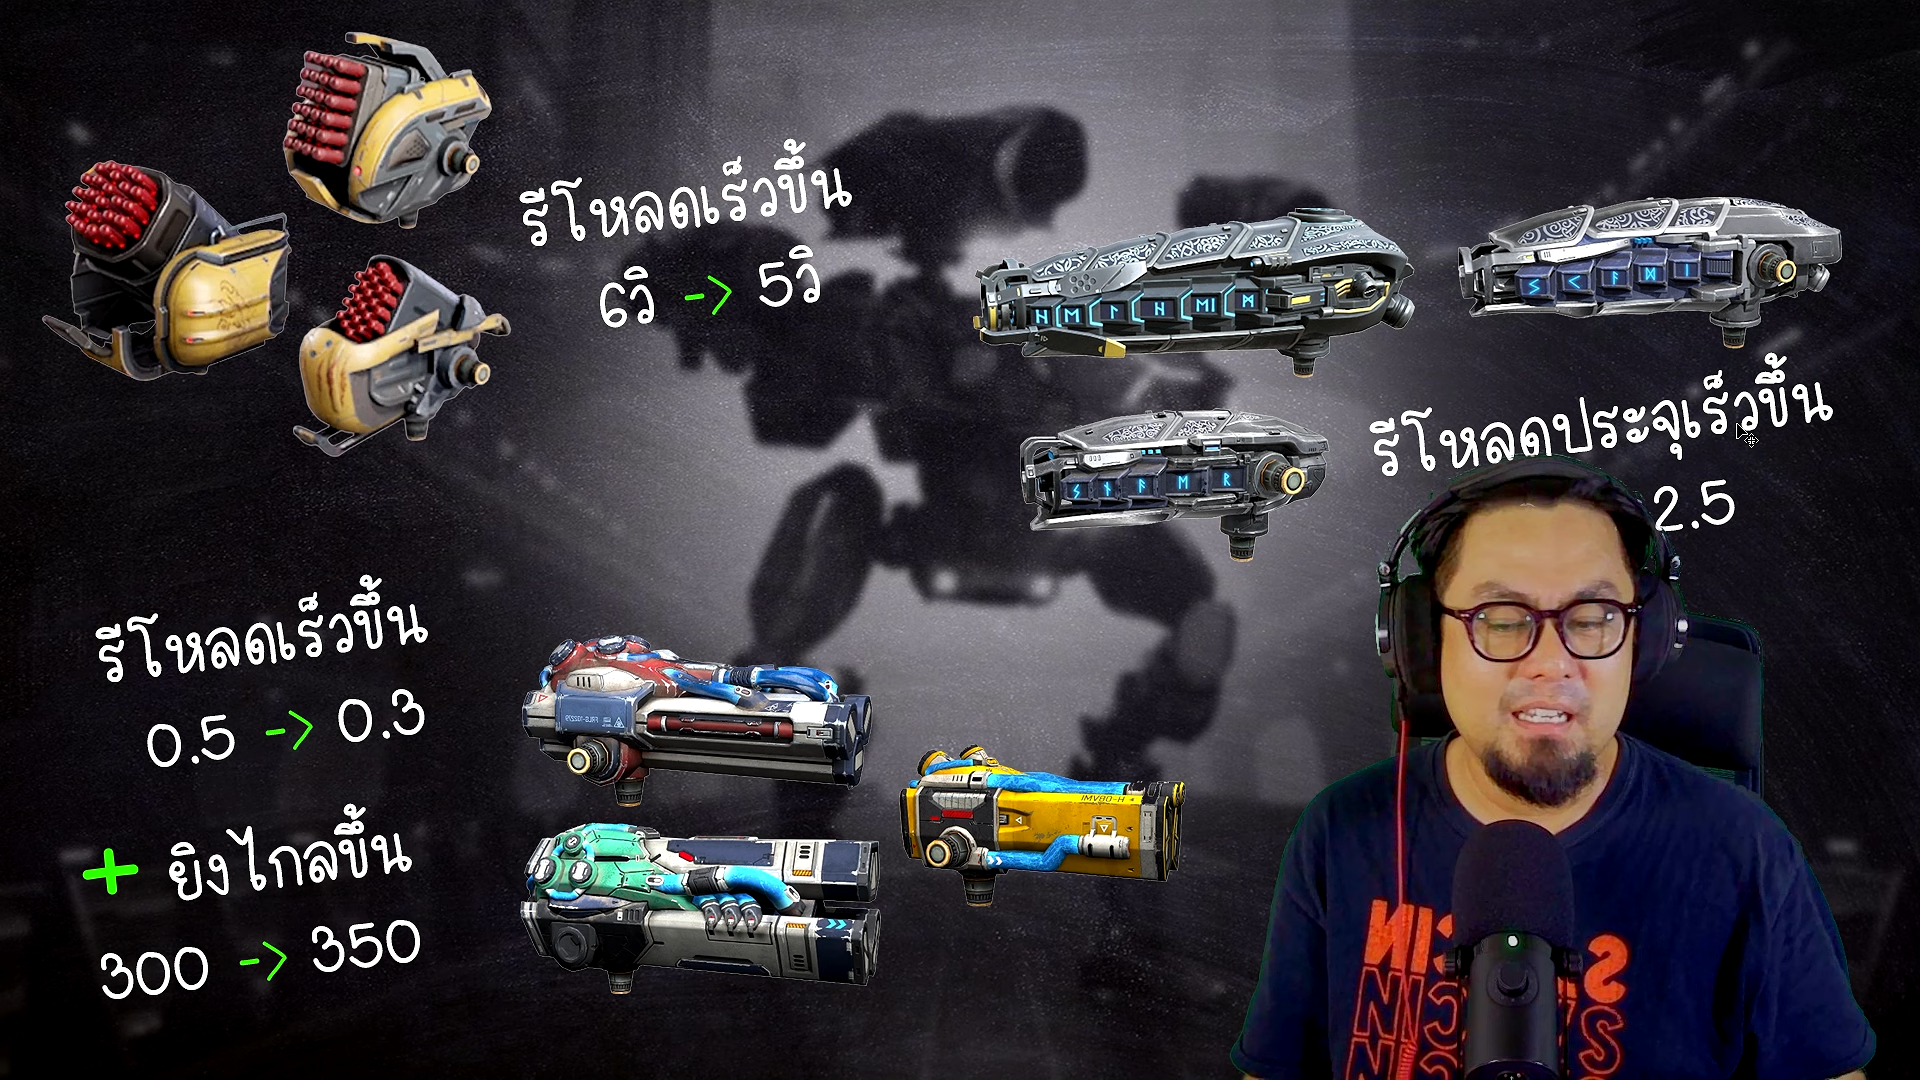 รีโหลดเร็วขึ้น
6วิ -> 5วิ
รีโหลดประจุเร็วขึ้น
2.5
รีโหลดเร็วขึ้น
0.5 -> 0.3
+ ยิงไกลขึ้น
300 -> 350
IMV80-H